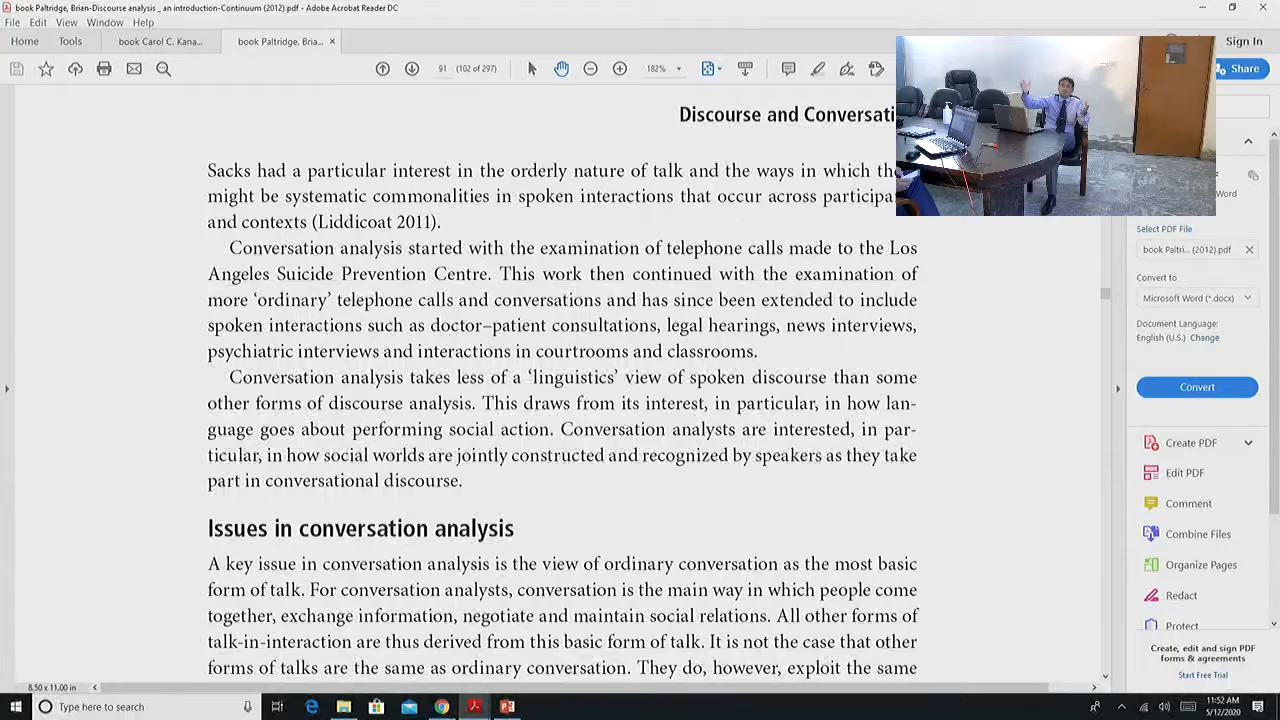 book Paltridge, Brian-Discourse analysis _ an introduction-Continuum (2012).pdf - Adobe Acrobat Reader DC
File Edit View Window Help
Home Tools book Carol C. Kana... book Paltridge, Brian... × Sign In
91 (102 of 297) 182% Share
Discourse and Conversati
Sacks had a particular interest in the orderly nature of talk and the ways in which
might be systematic commonalities in spoken interactions that occur across participa
and contexts (Liddicoat 2011).
Conversation analysis started with the examination of telephone calls made to the Los
Angeles Suicide Prevention Centre. This work then continued with the examination of
more ‘ordinary’ telephone calls and conversations and has since been extended to include
spoken interactions such as doctor–patient consultations, legal hearings, news interviews,
psychiatric interviews and interactions in courtrooms and classrooms.
Conversation analysis takes less of a ‘linguistics’ view of spoken discourse than some
other forms of discourse analysis. This draws from its interest, in particular, in how lan-
guage goes about performing social action. Conversation analysts are interested, in par-
ticular, in how social worlds are jointly constructed and recognized by speakers as they take
part in conversational discourse.
Issues in conversation analysis
A key issue in conversation analysis is the view of ordinary conversation as the most basic
form of talk. For conversation analysts, conversation is the main way in which people come
together, exchange information, negotiate and maintain social relations. All other forms of
talk-in-interaction are thus derived from this basic form of talk. It is not the case that other
forms of talks are the same as ordinary conversation. They do, however, exploit the same
8.50 x 11.00 in
Word
Select PDF File
book Paltri... (2012).pdf
Convert to
Microsoft Word (*.docx)
Document Language:
English (U.S.) Change
Convert
Create PDF
Edit PDF
Comment
Combine Files
Organize Pages
Redact
Protect
Create, edit and sign PDF
forms & agreements
Start Free Trial
Type here to search
11:52 AM
5/12/2020